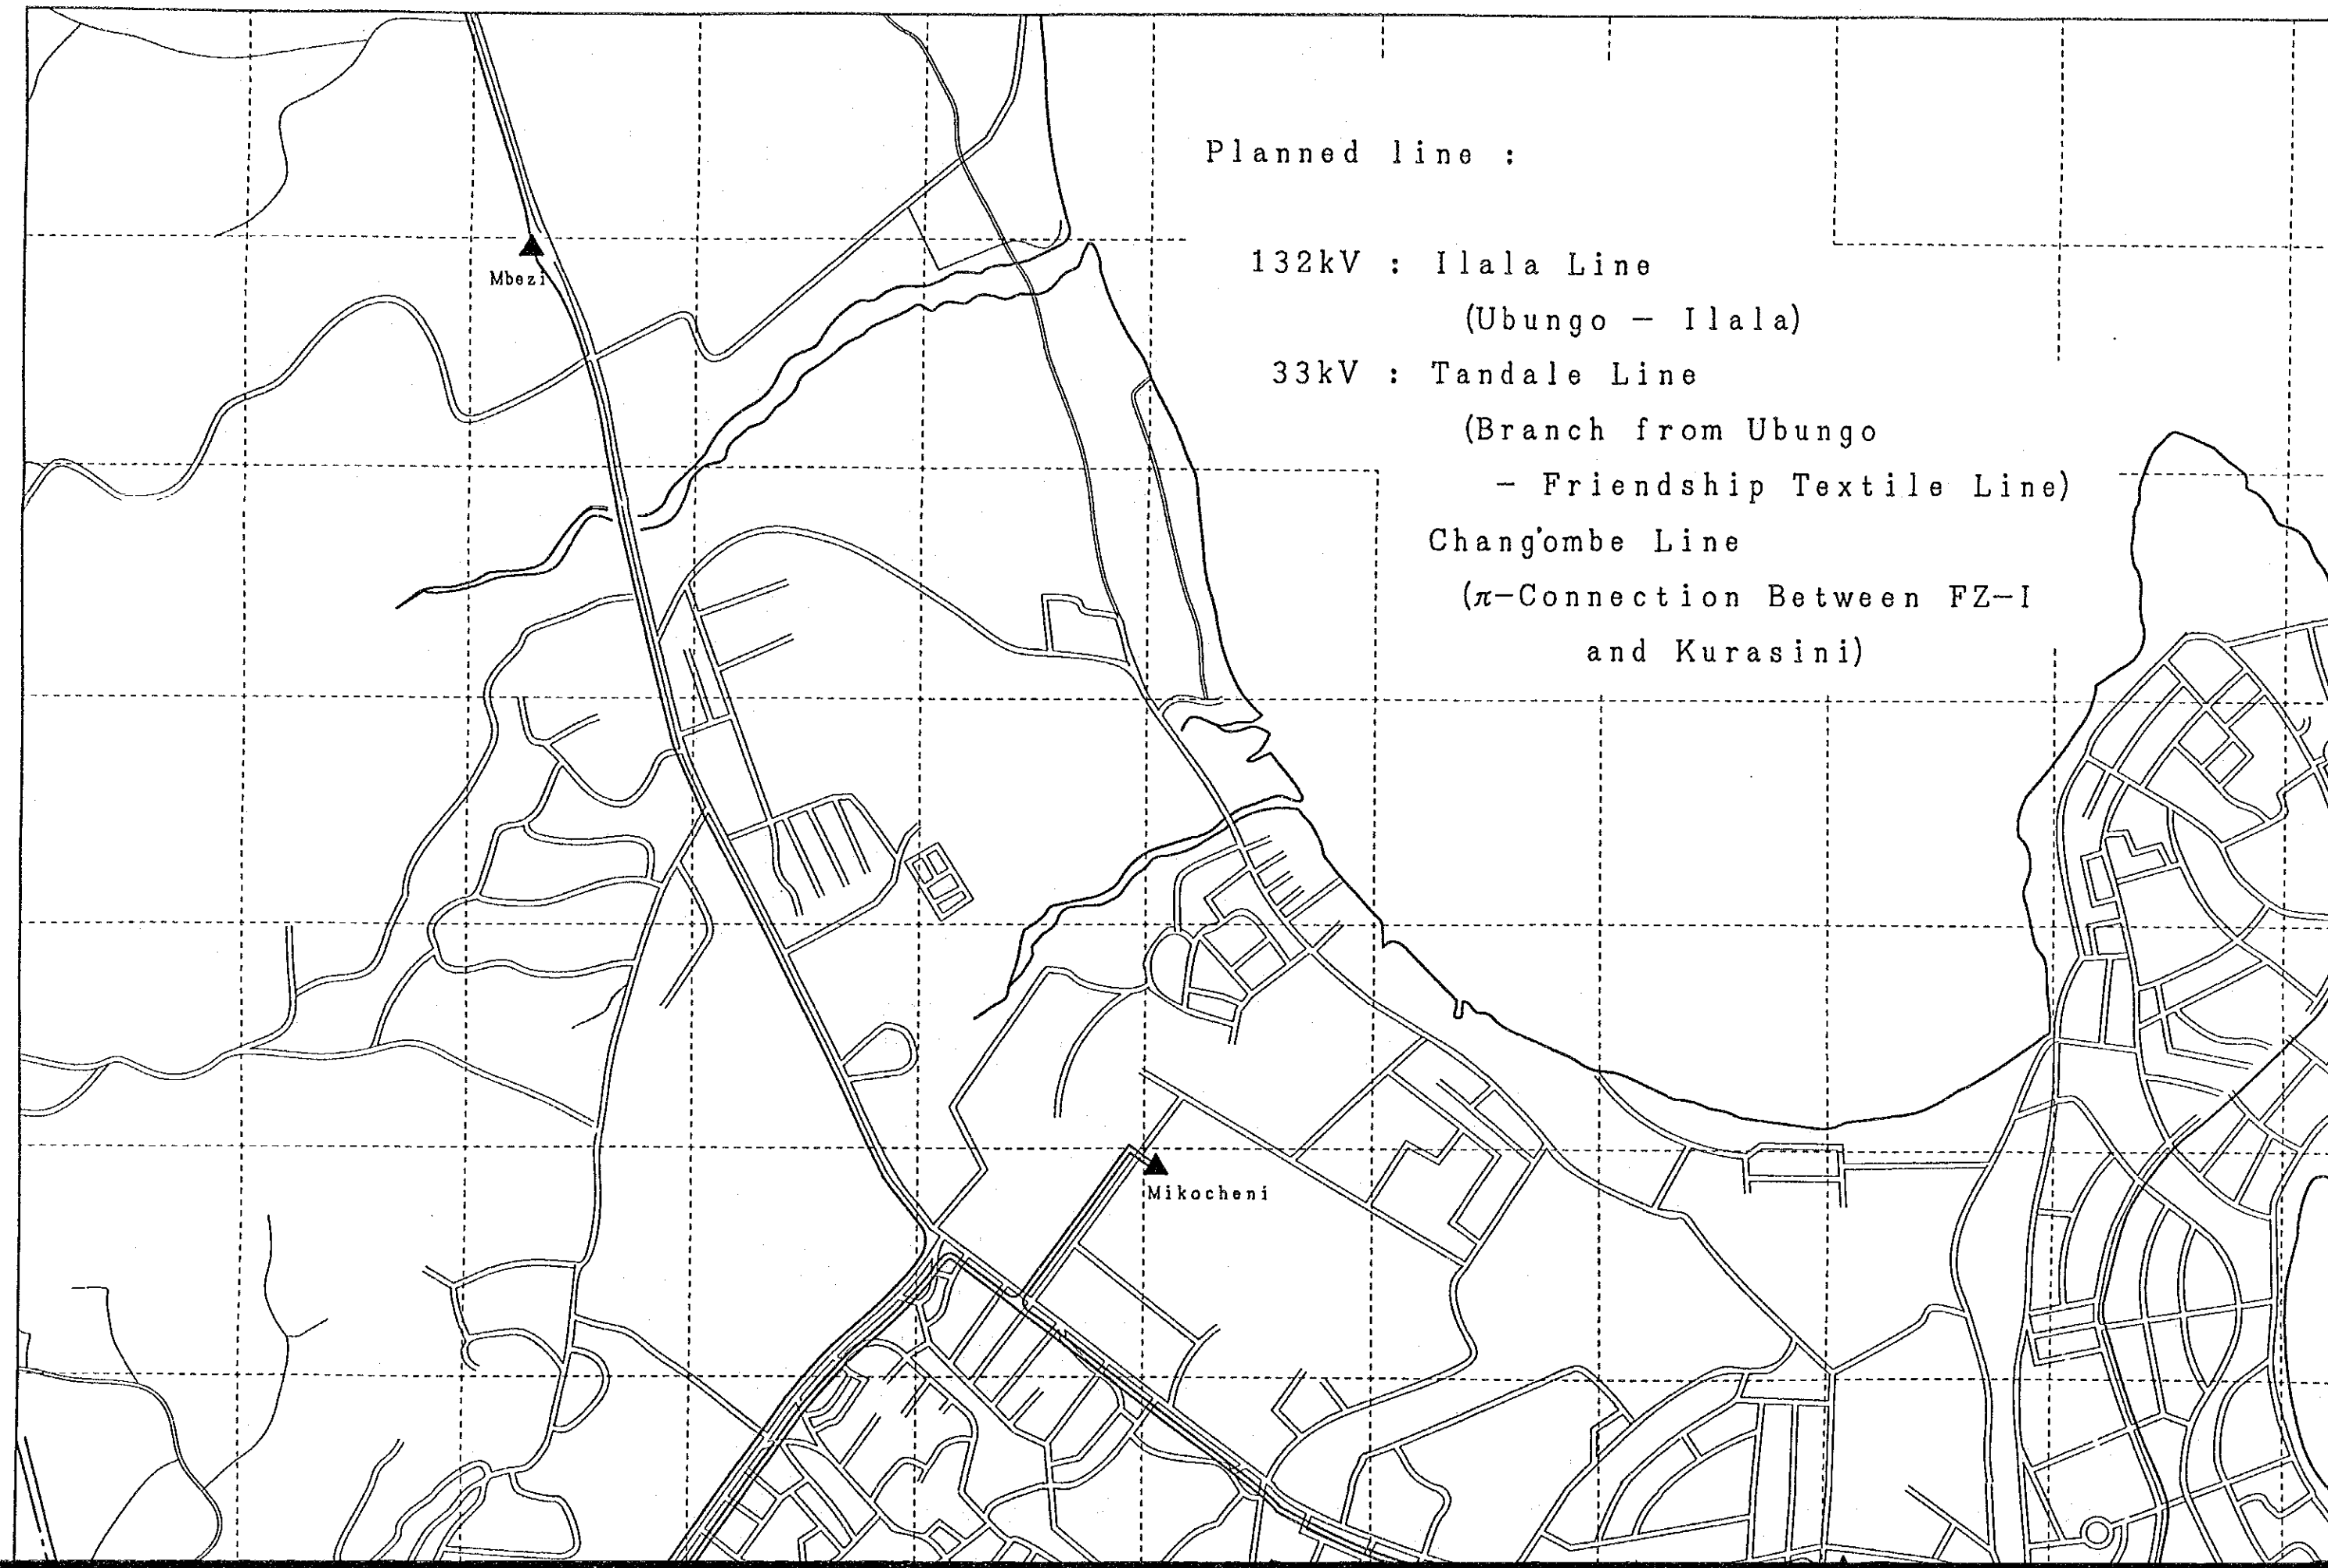 Planned line :
132kV : Ilala Line
(Ubungo − Ilala)
33kV : Tandale Line
(Branch from Ubungo
− Friendship Textile Line)
Chang'ombe Line
(π−Connection Between FZ−I
and Kurasini)
Mbezi
Mikocheni